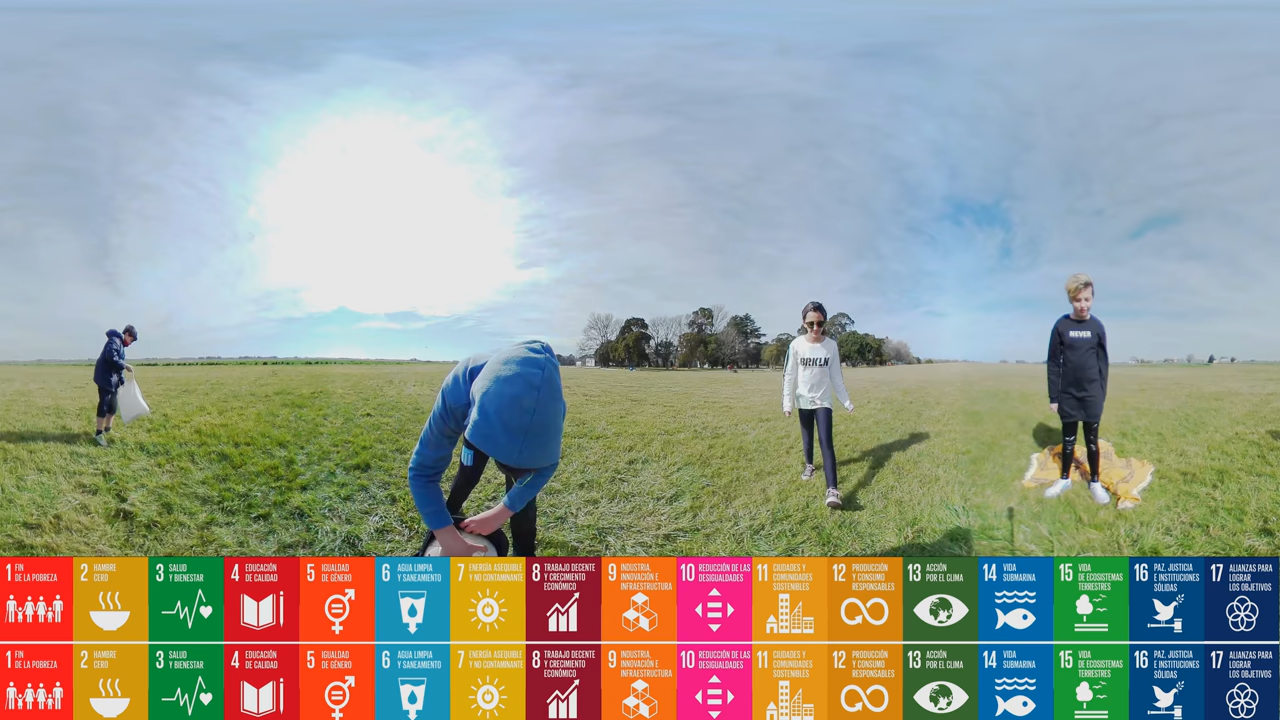 BRKLN
NEVER
1 FIN
DE LA POBREZA
2 HAMBRE
CERO
3 SALUD
Y BIENESTAR
4 EDUCACIÓN
DE CALIDAD
5 IGUALDAD
DE GÉNERO
6 AGUA LIMPIA
Y SANEAMIENTO
7 ENERGÍA ASEQUIBLE
Y NO CONTAMINANTE
8 TRABAJO DECENTE
Y CRECIMIENTO
ECONÓMICO
9 INDUSTRIA,
INNOVACIÓN E
INFRAESTRUCTURA
10 REDUCCIÓN DE LAS
DESIGUALDADES
11 CIUDADES Y
COMUNIDADES
SOSTENIBLES
12 PRODUCCIÓN
Y CONSUMO
RESPONSABLES
13 ACCIÓN
POR EL CLIMA
14 VIDA
SUBMARINA
15 VIDA
DE ECOSISTEMAS
TERRESTRES
16 PAZ, JUSTICIA
E INSTITUCIONES
SÓLIDAS
17 ALIANZAS PARA
LOGRAR
LOS OBJETIVOS
1 FIN
DE LA POBREZA
2 HAMBRE
CERO
3 SALUD
Y BIENESTAR
4 EDUCACIÓN
DE CALIDAD
5 IGUALDAD
DE GÉNERO
6 AGUA LIMPIA
Y SANEAMIENTO
7 ENERGÍA ASEQUIBLE
Y NO CONTAMINANTE
8 TRABAJO DECENTE
Y CRECIMIENTO
ECONÓMICO
9 INDUSTRIA,
INNOVACIÓN E
INFRAESTRUCTURA
10 REDUCCIÓN DE LAS
DESIGUALDADES
11 CIUDADES Y
COMUNIDADES
SOSTENIBLES
12 PRODUCCIÓN
Y CONSUMO
RESPONSABLES
13 ACCIÓN
POR EL CLIMA
14 VIDA
SUBMARINA
15 VIDA
DE ECOSISTEMAS
TERRESTRES
16 PAZ, JUSTICIA
E INSTITUCIONES
SÓLIDAS
17 ALIANZAS PARA
LOGRAR
LOS OBJETIVOS